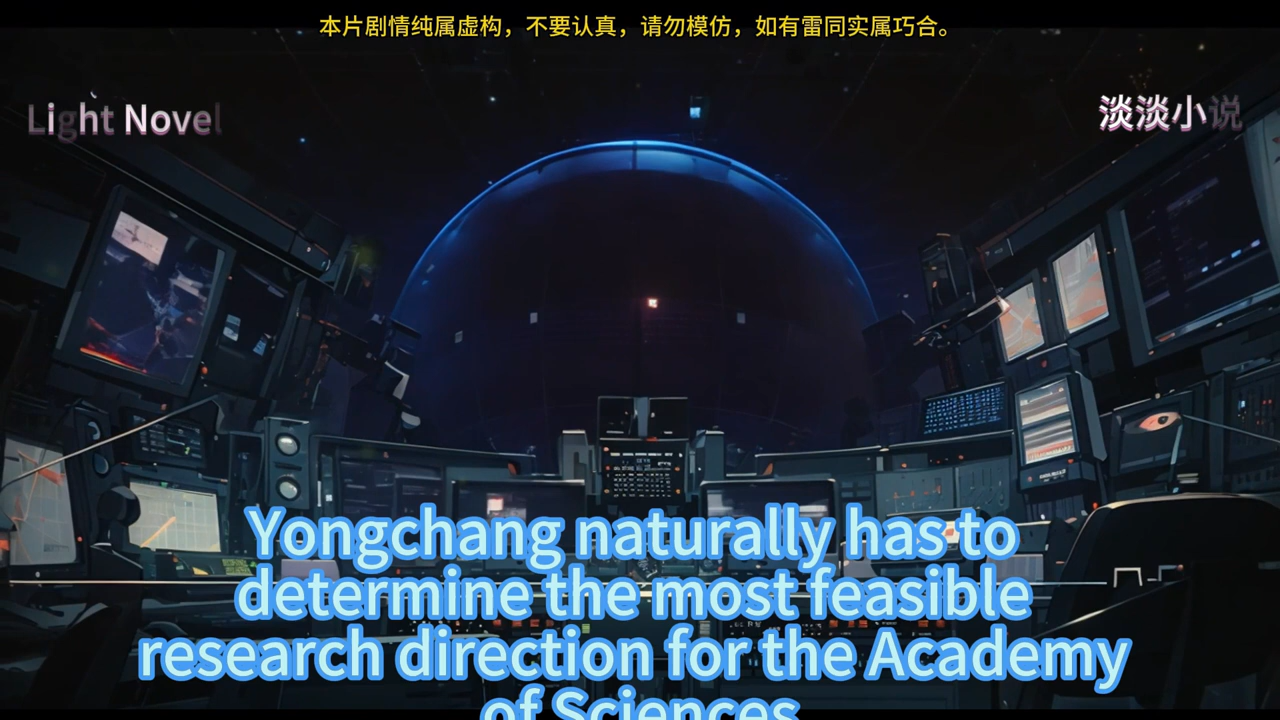 本片剧情纯属虚构，不要认真，请勿模仿，如有雷同实属巧合。
Light Novel
淡淡小说
Yongchang naturally has to
determine the most feasible
research direction for the Academy
of Sciences